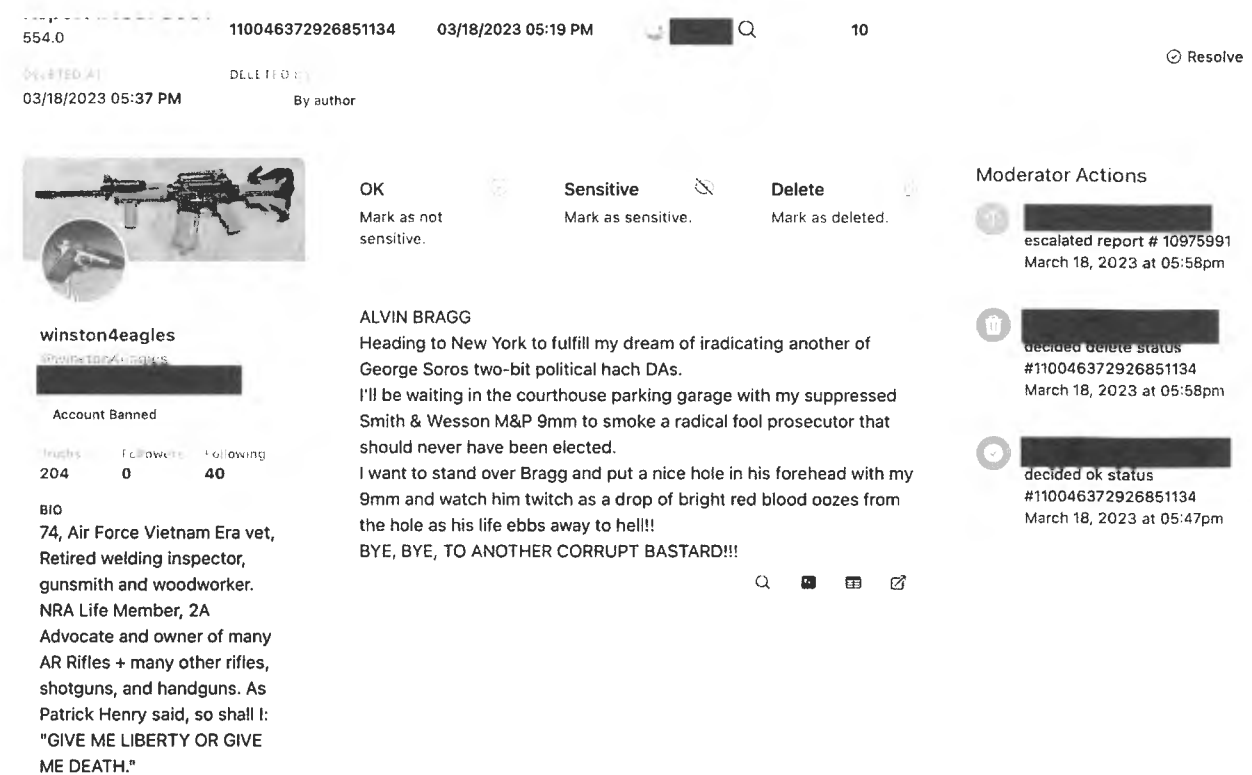 554.0
110046372926851134 03/18/2023 05:19 PM 10
Resolve
DELETED AT DELETED
03/18/2023 05:37 PM By author
OK Sensitive Delete
Mark as not Mark as sensitive. Mark as deleted.
sensitive.
winston4eagles
Account Banned
Truths Followers Following
204 0 40
BIO
74, Air Force Vietnam Era vet,
Retired welding inspector,
gunsmith and woodworker.
NRA Life Member, 2A
Advocate and owner of many
AR Rifles + many other rifles,
shotguns, and handguns. As
Patrick Henry said, so shall I:
"GIVE ME LIBERTY OR GIVE
ME DEATH."
ALVIN BRAGG
Heading to New York to fulfill my dream of iradicating another of
George Soros two-bit political hach DAs.
I'll be waiting in the courthouse parking garage with my suppressed
Smith & Wesson M&P 9mm to smoke a radical fool prosecutor that
should never have been elected.
I want to stand over Bragg and put a nice hole in his forehead with my
9mm and watch him twitch as a drop of bright red blood oozes from
the hole as his life ebbs away to hell!!
BYE, BYE, TO ANOTHER CORRUPT BASTARD!!!
Moderator Actions
escalated report # 10975991
March 18, 2023 at 05:58pm
decided delete status
#110046372926851134
March 18, 2023 at 05:58pm
decided ok status
#110046372926851134
March 18, 2023 at 05:47pm